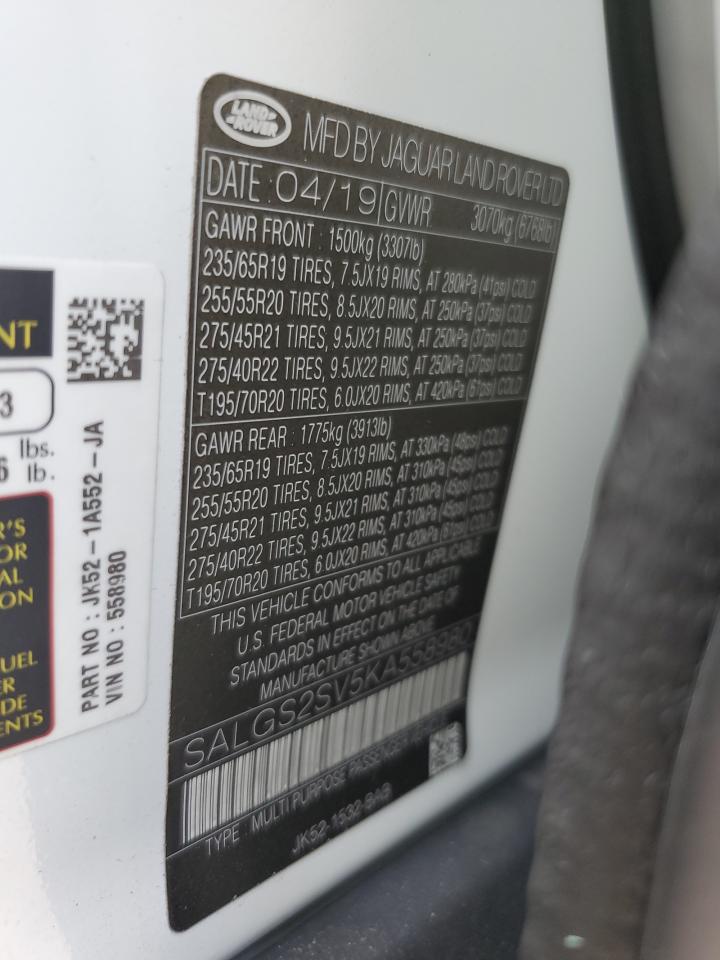 LAND
ROVER
MFD BY JAGUAR LAND ROVER LTD
DATE: 04/19 GVWR 3070kg (6768lb)
GAWR FRONT : 1500kg (3307lb)
235/65R19 TIRES, 7.5JX19 RIMS, AT 280kPa (41psi) COLD
255/55R20 TIRES, 8.5JX20 RIMS, AT 250kPa (37psi) COLD
275/45R21 TIRES, 9.5JX21 RIMS, AT 250kPa (37psi) COLD
275/40R22 TIRES, 9.5JX22 RIMS, AT 250kPa (37psi) COLD
T195/70R20 TIRES, 6.0JX20 RIMS, AT 420kPa (61psi) COLD
GAWR REAR : 1775kg (3913lb)
235/65R19 TIRES, 7.5JX19 RIMS, AT 330kPa (48psi) COLD
255/55R20 TIRES, 8.5JX20 RIMS, AT 310kPa (45psi) COLD
275/45R21 TIRES, 9.5JX21 RIMS, AT 310kPa (45psi) COLD
275/40R22 TIRES, 9.5JX22 RIMS, AT 310kPa (45psi) COLD
T195/70R20 TIRES, 6.0JX20 RIMS, AT 420kPa (61psi) COLD
THIS VEHICLE CONFORMS TO ALL APPLICABLE
U.S. FEDERAL MOTOR VEHICLE SAFETY
STANDARDS IN EFFECT ON THE DATE OF
MANUFACTURE SHOWN ABOVE
SALGS2SV5KA558980
TYPE : MULTI PURPOSE PASSENGER
JK52-1532-BAB
PART NO : JK52-1A552-JA
VIN NO : 558980
NT
3
lbs.
6 lb.
R'S
OR
AL
ON
UEL
ER
DE
ENTS